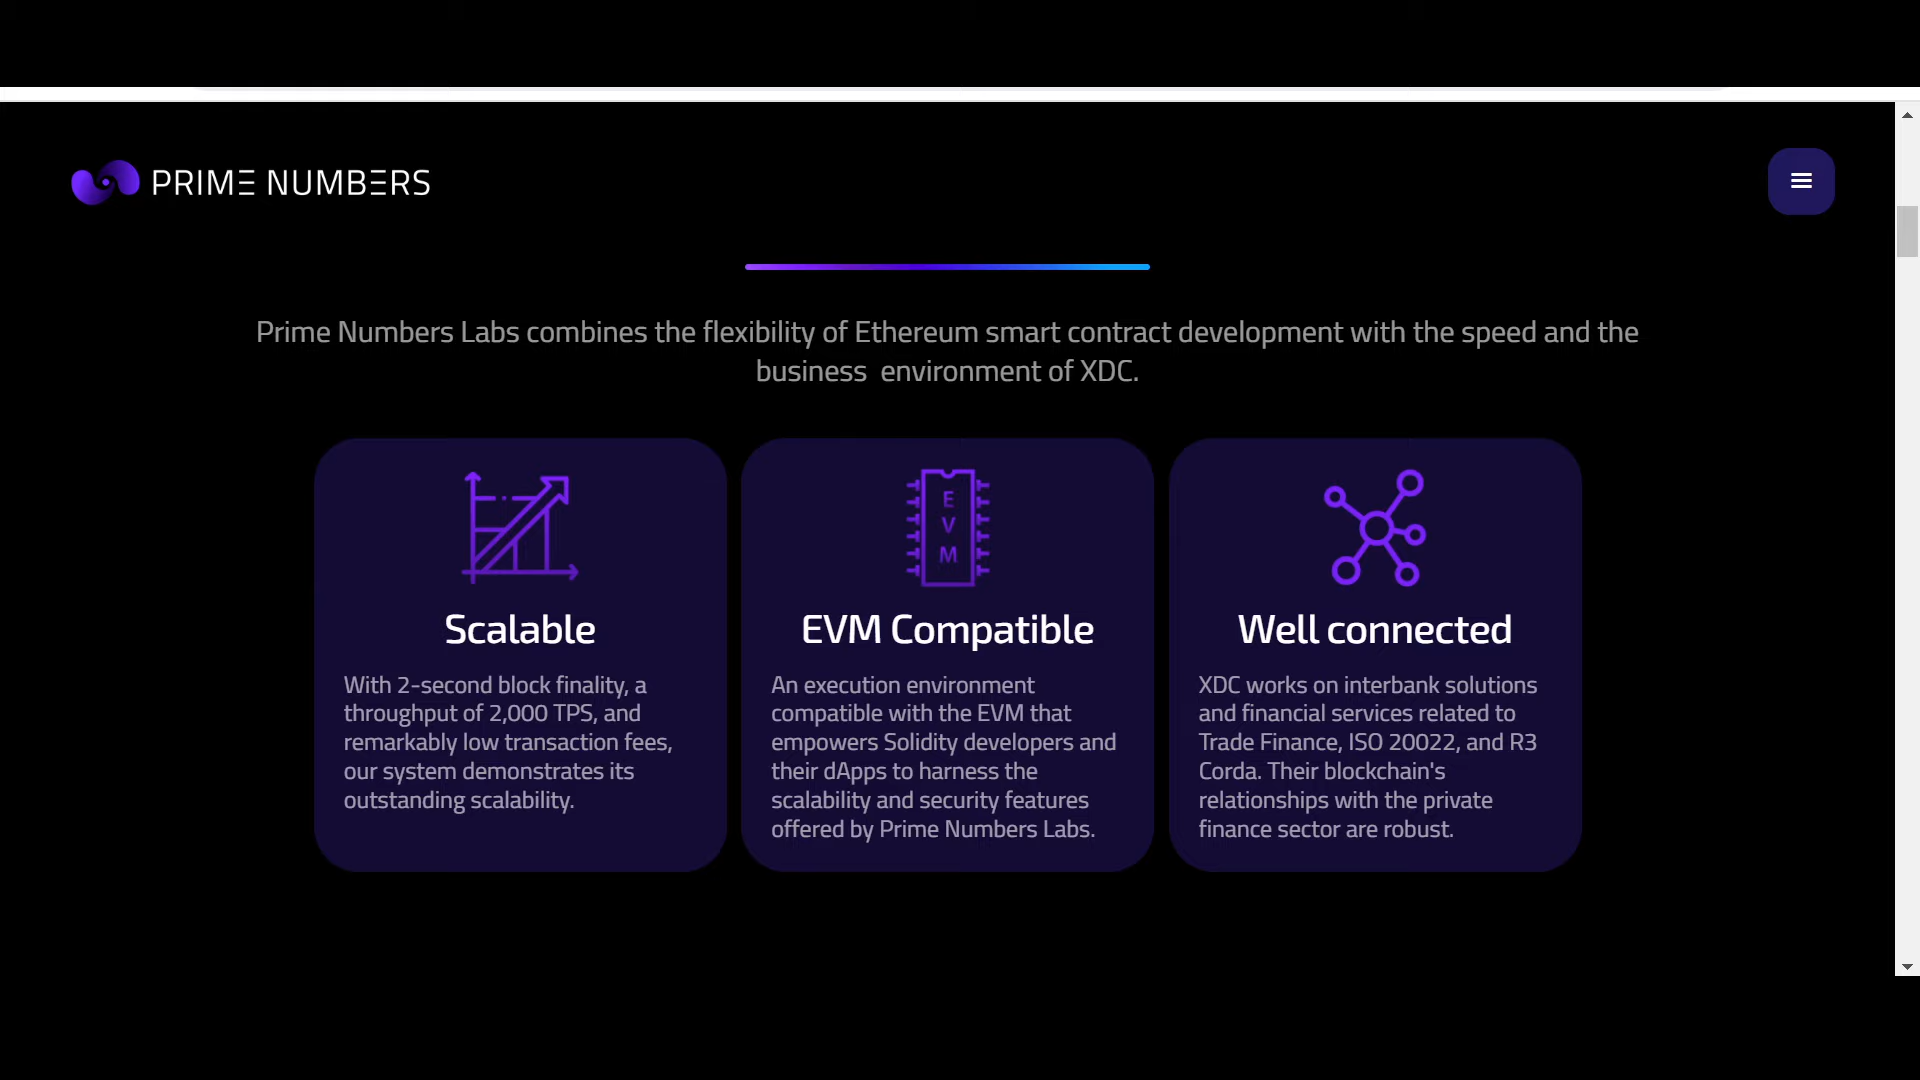 PRIME NUMBERS
Prime Numbers Labs combines the flexibility of Ethereum smart contract development with the speed and the
business environment of XDC.
E
V
M
Scalable
With 2-second block finality, a
throughput of 2,000 TPS, and
remarkably low transaction fees,
our system demonstrates its
outstanding scalability.
EVM Compatible
An execution environment
compatible with the EVM that
empowers Solidity developers and
their dApps to harness the
scalability and security features
offered by Prime Numbers Labs.
Well connected
XDC works on interbank solutions
and financial services related to
Trade Finance, ISO 20022, and R3
Corda. Their blockchain's
relationships with the private
finance sector are robust.